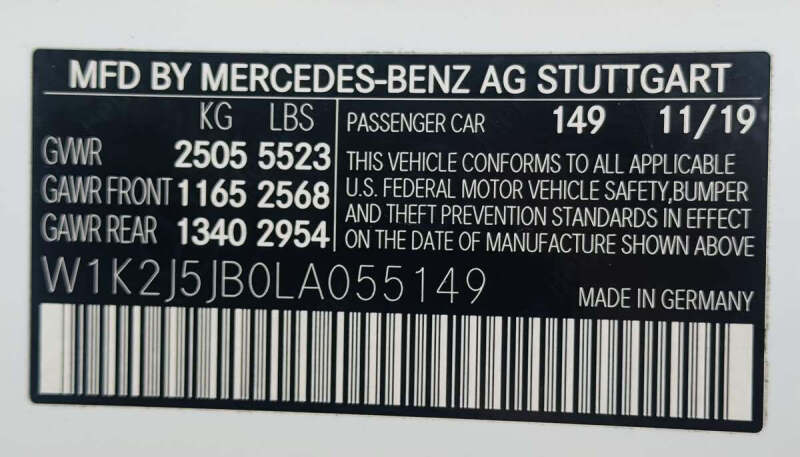 MFD BY MERCEDES-BENZ AG STUTTGART
KG LBS
GVWR 2505 5523
GAWR FRONT 1165 2568
GAWR REAR 1340 2954
PASSENGER CAR 149 11/19
THIS VEHICLE CONFORMS TO ALL APPLICABLE
U.S. FEDERAL MOTOR VEHICLE SAFETY,BUMPER
AND THEFT PREVENTION STANDARDS IN EFFECT
ON THE DATE OF MANUFACTURE SHOWN ABOVE
W1K2J5JB0LA055149
MADE IN GERMANY